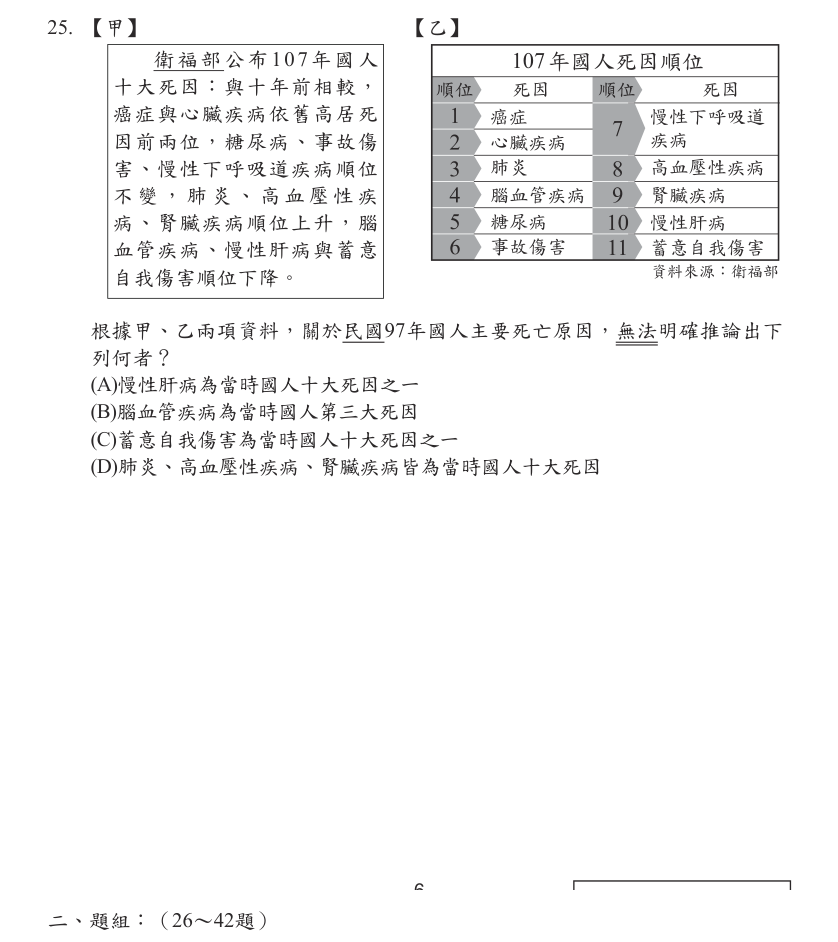 25. 【甲】
衛福部公布107年國人
十大死因：與十年前相較，
癌症與心臟疾病依舊高居死
因前兩位，糖尿病、事故傷
害、慢性下呼吸道疾病順位
不變，肺炎、高血壓性疾
病、腎臟疾病順位上升，腦
血管疾病、慢性肝病與蓄意
自我傷害順位下降。
【乙】
107年國人死因順位
順位 死因 順位 死因
1 癌症 7 慢性下呼吸道疾病
2 心臟疾病
3 肺炎 8 高血壓性疾病
4 腦血管疾病 9 腎臟疾病
5 糖尿病 10 慢性肝病
6 事故傷害 11 蓄意自我傷害
資料來源：衛福部
根據甲、乙兩項資料，關於民國97年國人主要死亡原因，無法明確推論出下
列何者？
(A)慢性肝病為當時國人十大死因之一
(B)腦血管疾病為當時國人第三大死因
(C)蓄意自我傷害為當時國人十大死因之一
(D)肺炎、高血壓性疾病、腎臟疾病皆為當時國人十大死因
6
二、題組：（26～42題）